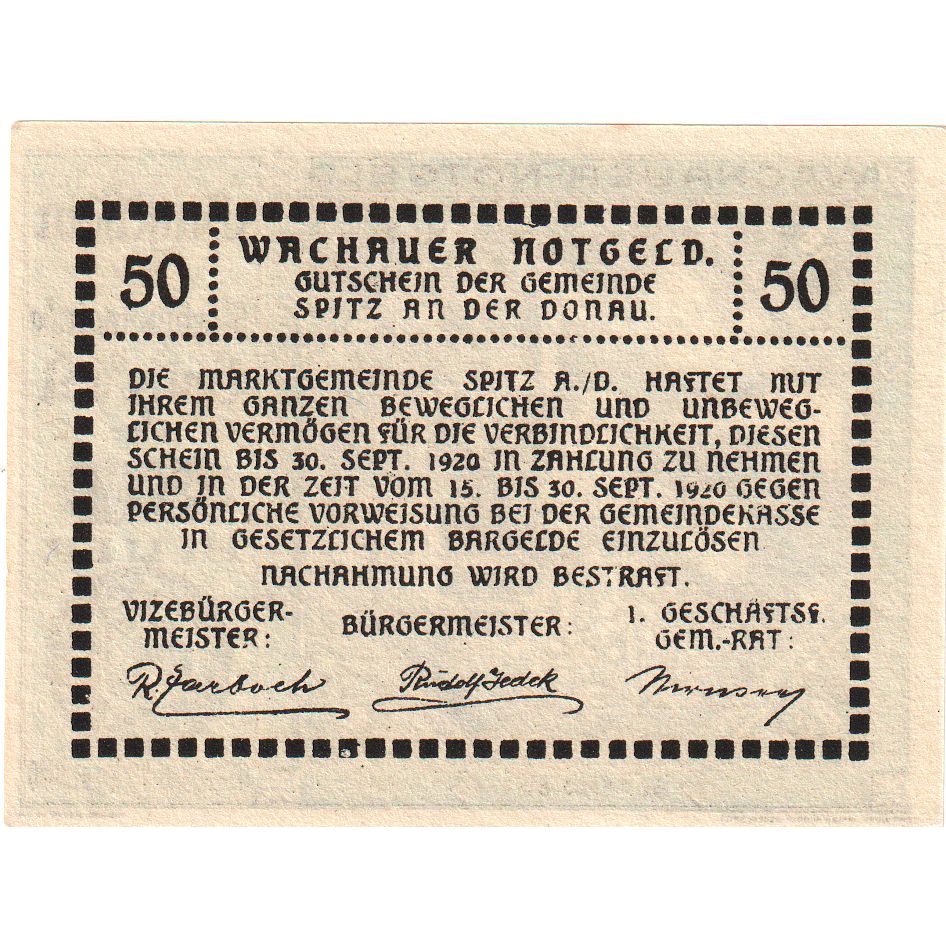 WACHAUER NOTGELD.
50 GUTSCHEIN DER GEMEINDE 50
SPITZ AN DER DONAU.
DIE MARKTGEMEINDE SPITZ A./D. HAFTET MIT
IHREM GANZEN BEWEGLICHEN UND UNBEWEG-
LICHEN VERMÖGEN FÜR DIE VERBINDLICHKEIT, DIESEN
SCHEIN BIS 30. SEPT. 1920 IN ZAHLUNG ZU NEHMEN
UND IN DER ZEIT VOM 15. BIS 30. SEPT. 1920 GEGEN
PERSÖNLICHE VORWEISUNG BEI DER GEMEINDEKASSE
IN GESETZLICHEM BARGELDE EINZULÖSEN
NACHAHMUNG WIRD BESTRAFT.
VIZEBÜRGER-
MEISTER:
BÜRGERMEISTER:
1. GESCHÄFTSF.
GEM.-RAT:
Rudolf Jedek